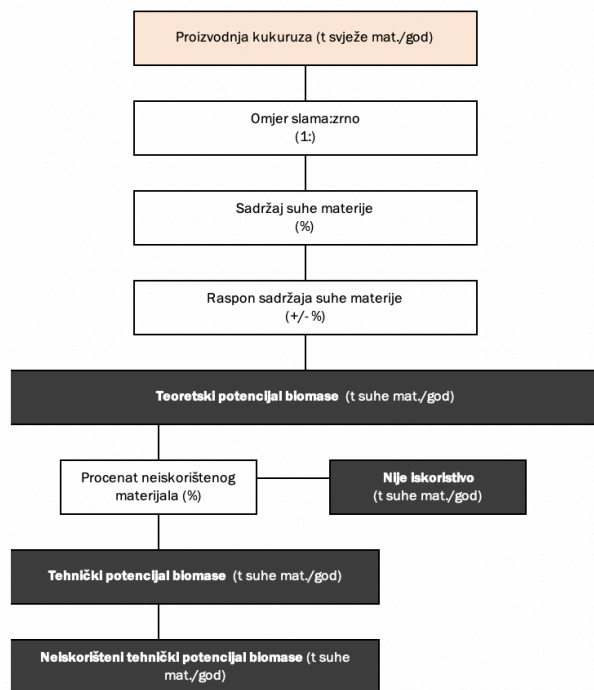 Proizvodnja kukuruza (t svježe mat./god)
Omjer slama:zrno
(1:)
Sadržaj suhe materije
(%)
Raspon sadržaja suhe materije
(+/- %)
Teoretski potencijal biomase (t suhe mat./god)
Procenat neiskorištenog
materijala (%)
Nije iskoristivo
(t suhe mat./god)
Tehnički potencijal biomase (t suhe mat./god)
Neiskorišteni tehnički potencijal biomase (t suhe
mat./god)